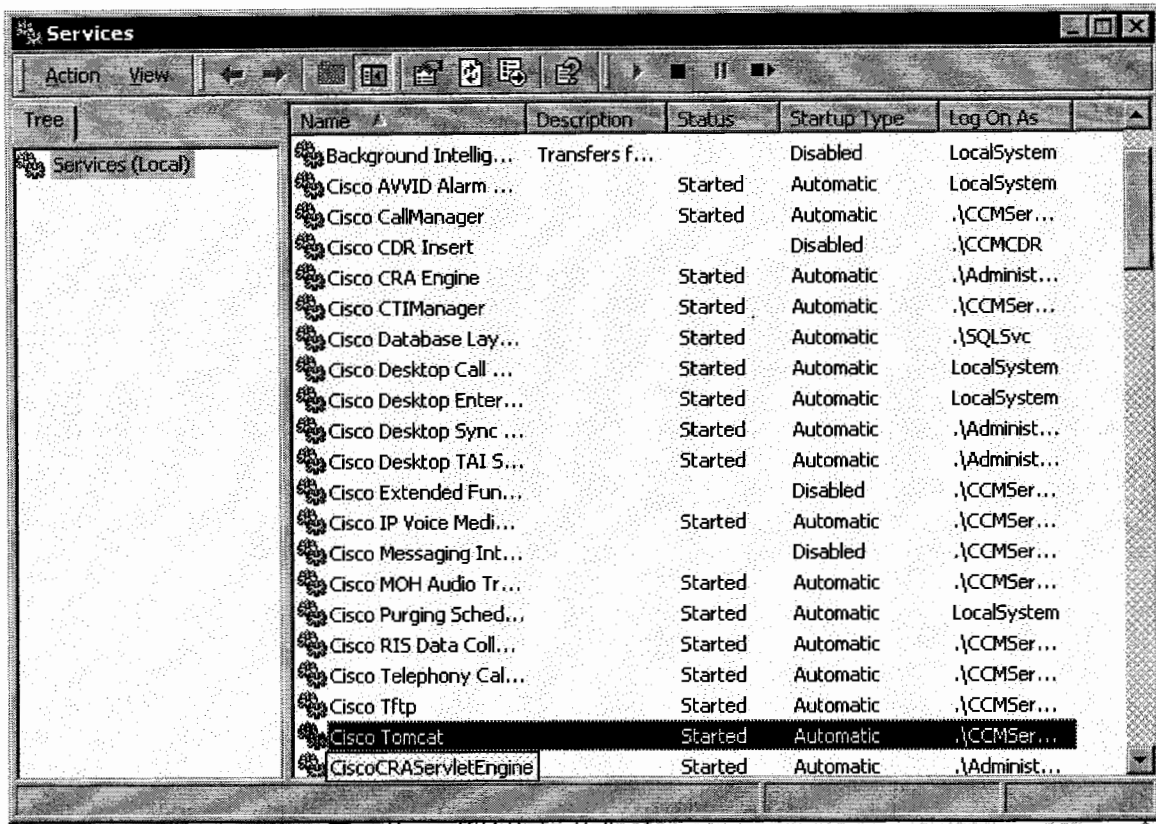 Services
Action View
Tree
Name Description Status Startup Type Log On As
Services (Local)
Background Intellig... Transfers f... Disabled LocalSystem
Cisco AVVID Alarm ... Started Automatic LocalSystem
Cisco CallManager Started Automatic .\CCMSer...
Cisco CDR Insert Disabled .\CCMCDR
Cisco CRA Engine Started Automatic .\Administ...
Cisco CTIManager Started Automatic .\CCMSer...
Cisco Database Lay... Started Automatic .\SQLSvc
Cisco Desktop Call ... Started Automatic LocalSystem
Cisco Desktop Enter... Started Automatic LocalSystem
Cisco Desktop Sync ... Started Automatic .\Administ...
Cisco Desktop TAI S... Started Automatic .\Administ...
Cisco Extended Fun... Disabled .\CCMSer...
Cisco IP Voice Medi... Started Automatic .\CCMSer...
Cisco Messaging Int... Disabled .\CCMSer...
Cisco MOH Audio Tr... Started Automatic .\CCMSer...
Cisco Purging Sched... Started Automatic LocalSystem
Cisco RIS Data Coll... Started Automatic .\CCMSer...
Cisco Telephony Cal... Started Automatic .\CCMSer...
Cisco Tftp Started Automatic .\CCMSer...
Cisco Tomcat Started Automatic .\CCMSer...
CiscoCRAServletEngine Started Automatic .\Administ...